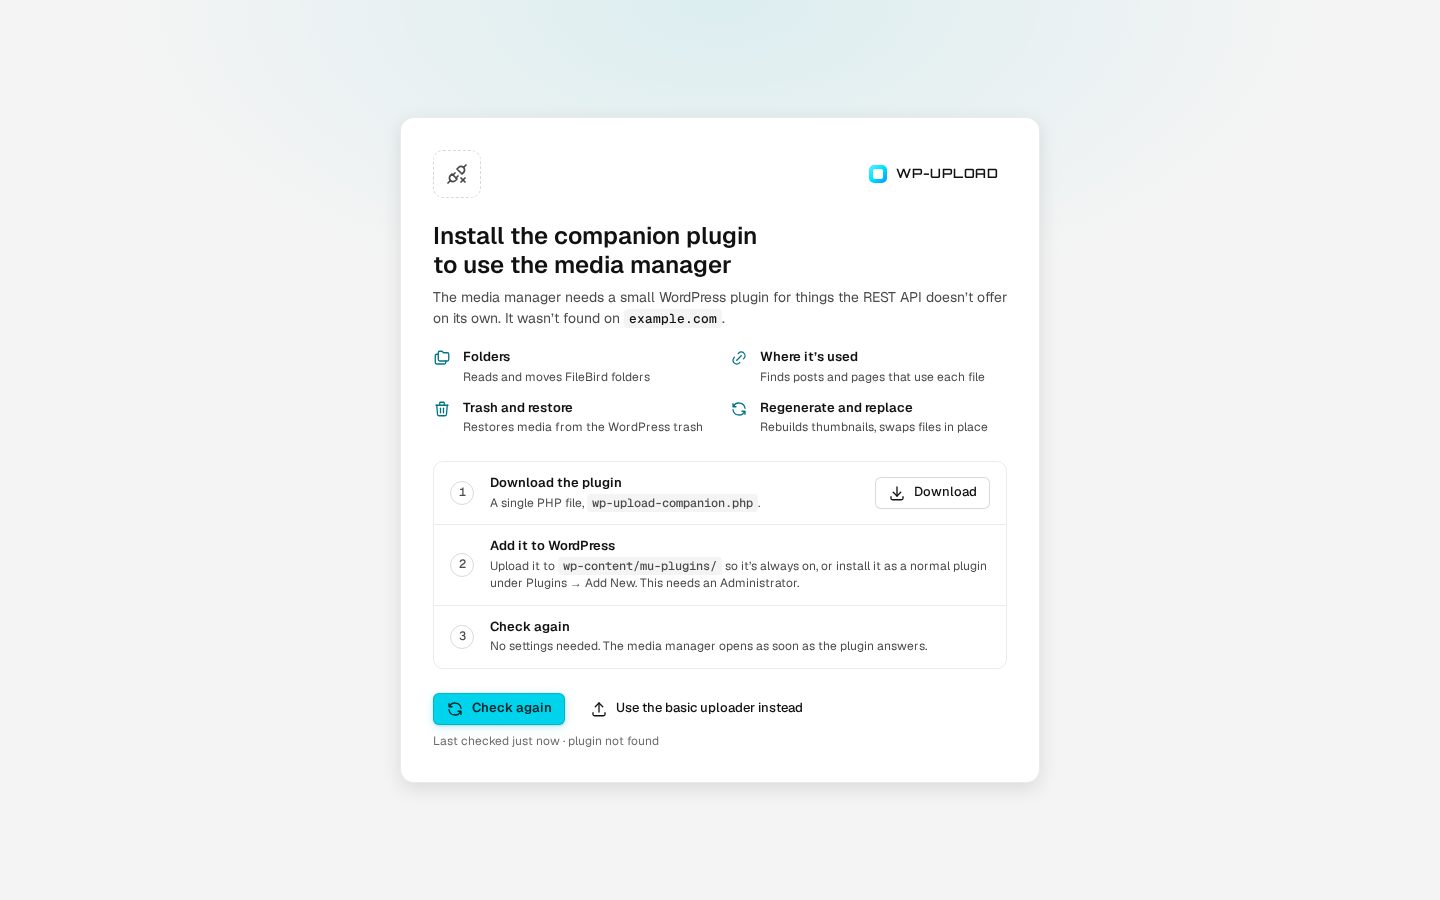 WP-UPLOAD
Install the companion plugin
to use the media manager
The media manager needs a small WordPress plugin for things the REST API doesn’t offer
on its own. It wasn’t found on example.com.
Folders
Reads and moves FileBird folders
Where it’s used
Finds posts and pages that use each file
Trash and restore
Restores media from the WordPress trash
Regenerate and replace
Rebuilds thumbnails, swaps files in place
1
Download the plugin
A single PHP file, wp-upload-companion.php.
Download
2
Add it to WordPress
Upload it to wp-content/mu-plugins/ so it’s always on, or install it as a normal plugin
under Plugins → Add New. This needs an Administrator.
3
Check again
No settings needed. The media manager opens as soon as the plugin answers.
Check again
Use the basic uploader instead
Last checked just now · plugin not found